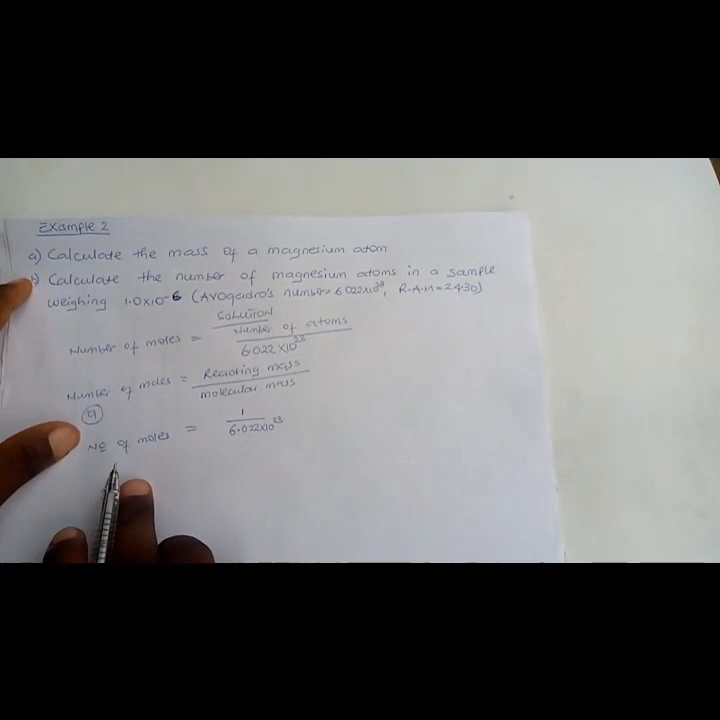 Example 2
a) Calculate the mass of a magnesium atom
b) Calculate the number of magnesium atoms in a sample
weighing 1.0x10-6 (Avogadro's number= 6.022x10²³, R.A.M=24.30)
SOLUTION
Number of moles = Number of atoms / 6.022x10²³
Number of moles = Reacting mass / molecular mass
a
No of moles = 1 / 6.022x10²³